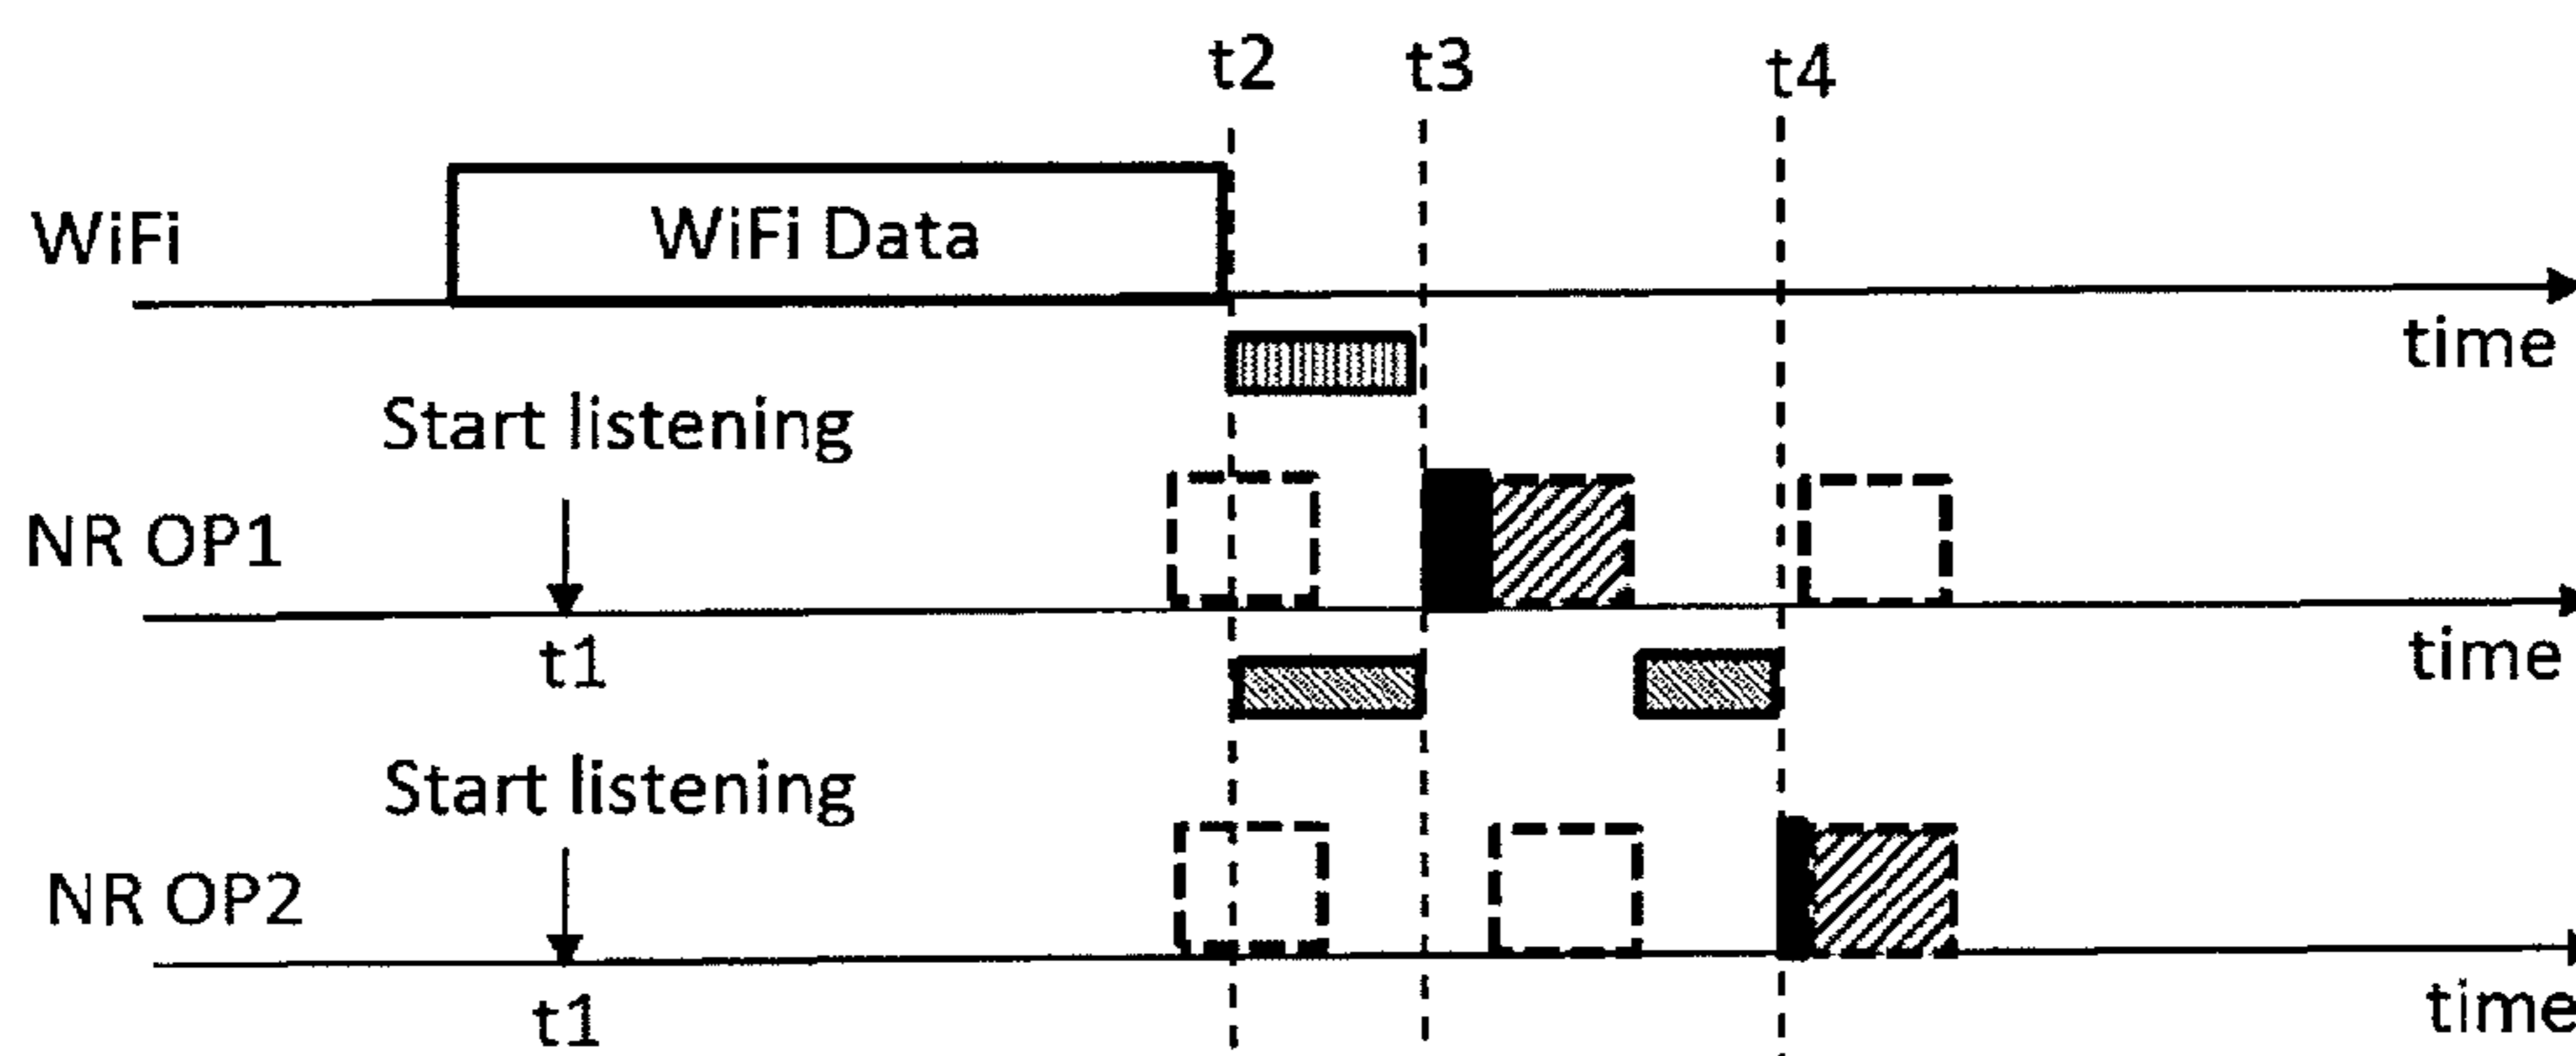 t2 t3 t4
WiFi
WiFi Data
time
Start listening
NR OP1
t1
time
Start listening
NR OP2
t1
time